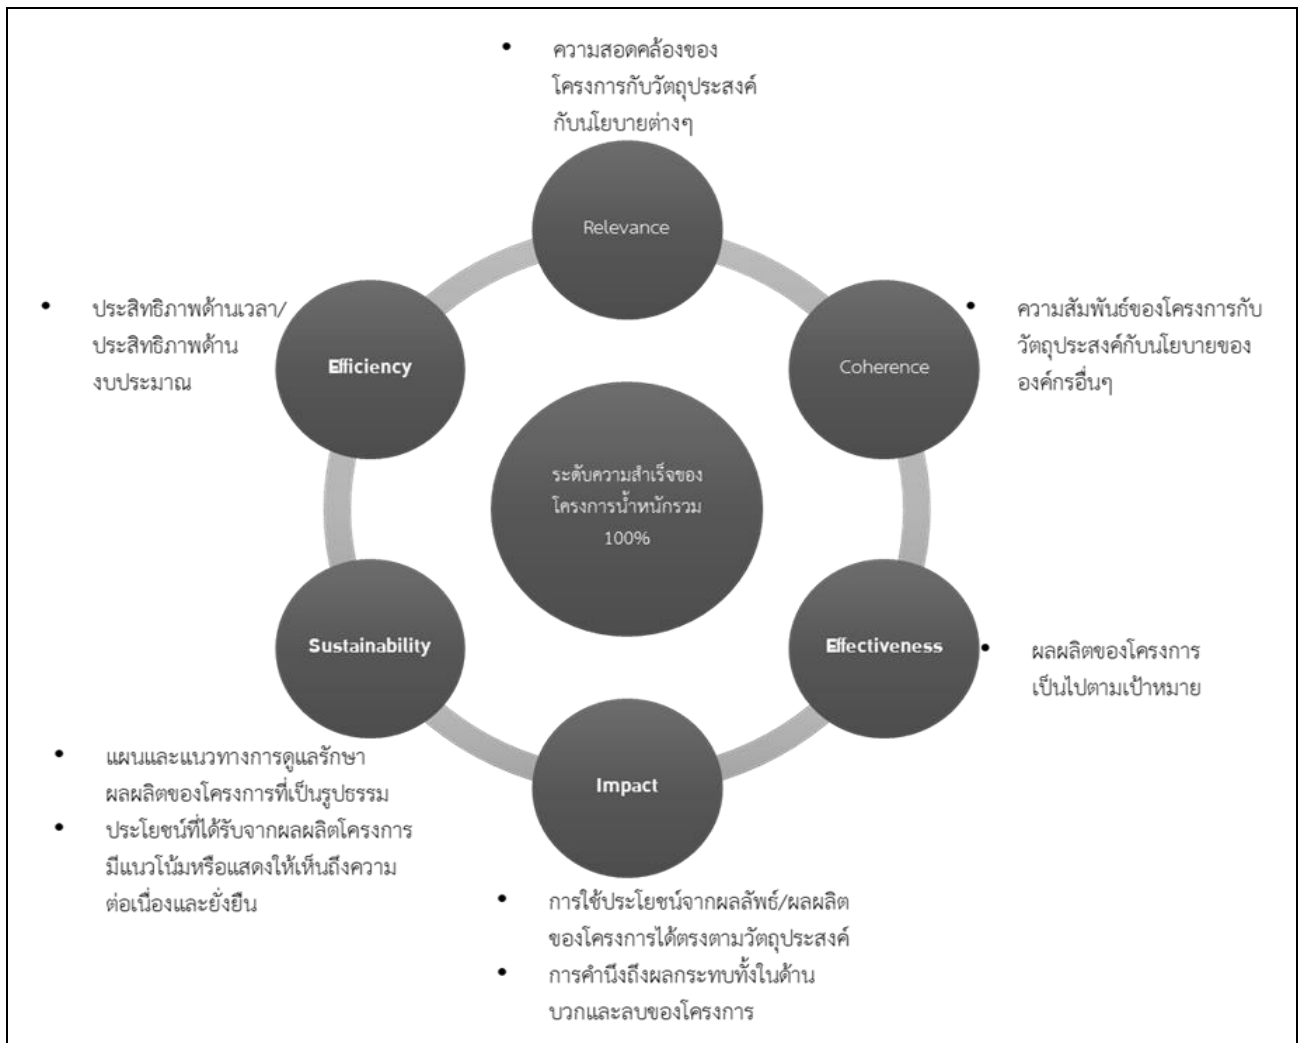 • ความสอดคล้องของ
โครงการกับวัตถุประสงค์
กับนโยบายต่างๆ
Relevance
• ประสิทธิภาพด้านเวลา/
ประสิทธิภาพด้าน
งบประมาณ
Efficiency
Coherence
• ความสัมพันธ์ของโครงการกับ
วัตถุประสงค์กับนโยบายของ
องค์กรอื่นๆ
ระดับความสำเร็จของ
โครงการน้ำหนักรวม
100%
Sustainability
Effectiveness
• ผลผลิตของโครงการ
เป็นไปตามเป้าหมาย
• แผนและแนวทางการดูแลรักษา
ผลผลิตของโครงการที่เป็นรูปธรรม
• ประโยชน์ที่ได้รับจากผลผลิตโครงการ
มีแนวโน้มหรือแสดงให้เห็นถึงความ
ต่อเนื่องและยั่งยืน
Impact
• การใช้ประโยชน์จากผลลัพธ์/ผลผลิต
ของโครงการได้ตรงตามวัตถุประสงค์
• การคำนึงถึงผลกระทบทั้งในด้าน
บวกและลบของโครงการ